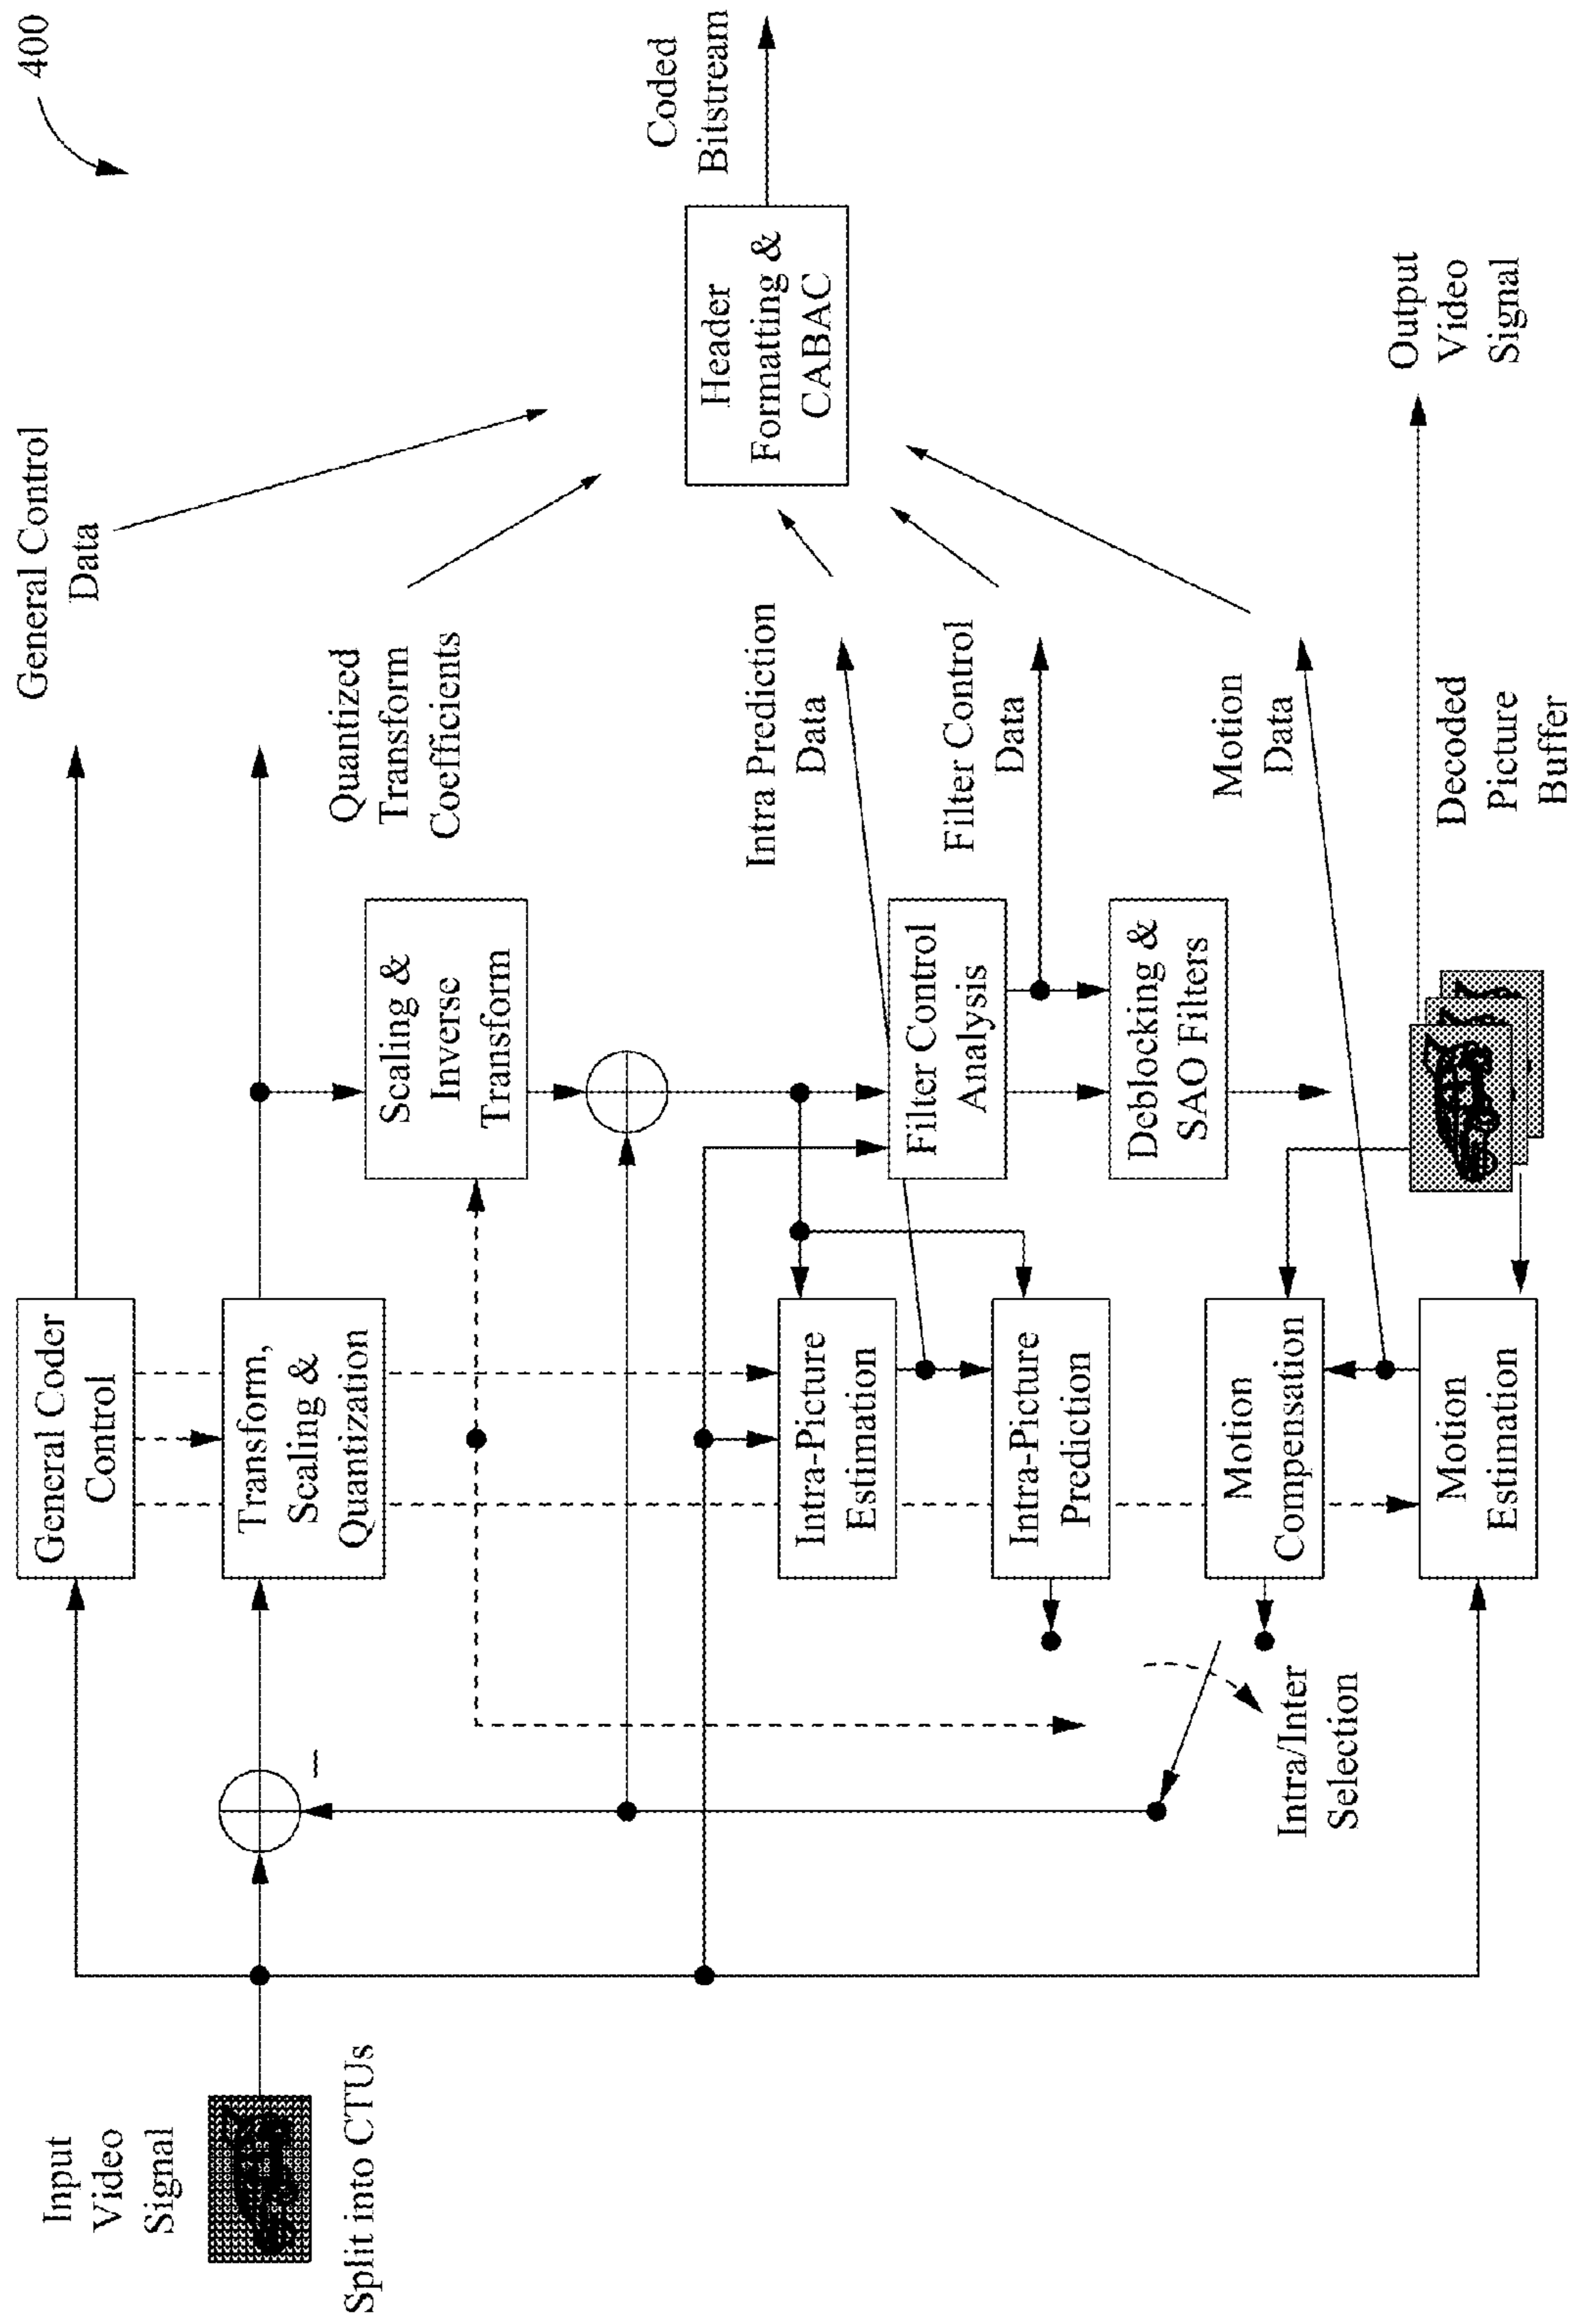 400
Input
Video
Signal
Split into CTUs
General Coder
Control
Transform,
Scaling &
Quantization
General Control
Data
Quantized
Transform
Coefficients
Scaling &
Inverse
Transform
Coded
Bitstream
Header
Formatting &
CABAC
Intra Prediction
Data
Filter Control
Data
Filter Control
Analysis
Deblocking &
SAO Filters
Intra-Picture
Estimation
Intra-Picture
Prediction
Motion
Compensation
Motion
Estimation
Intra/Inter
Selection
Motion
Data
Decoded
Picture
Buffer
Output
Video
Signal